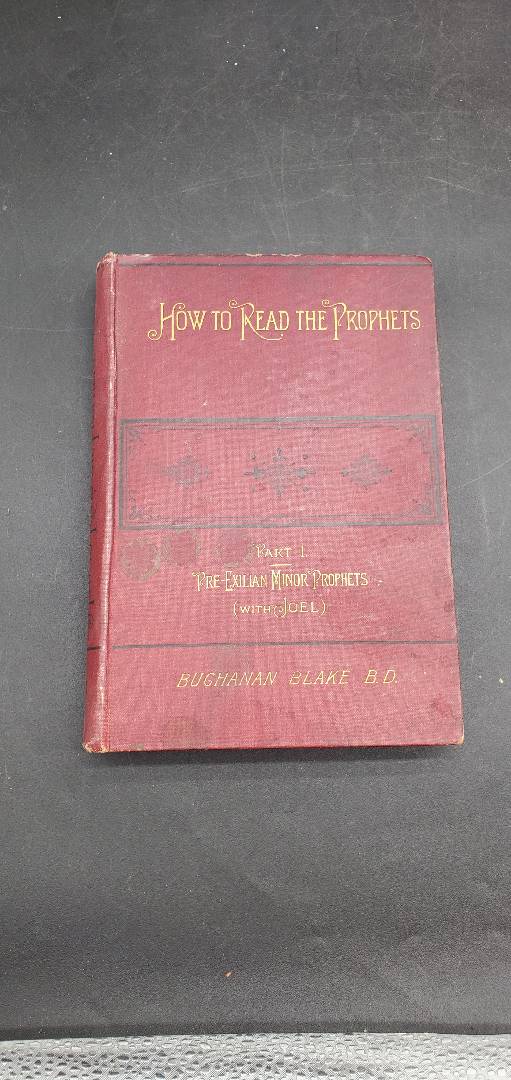 HOW TO READ THE PROPHETS
PART I.
PRE-EXILIAN MINOR PROPHETS
(WITH JOEL)
BUCHANAN BLAKE B.D.